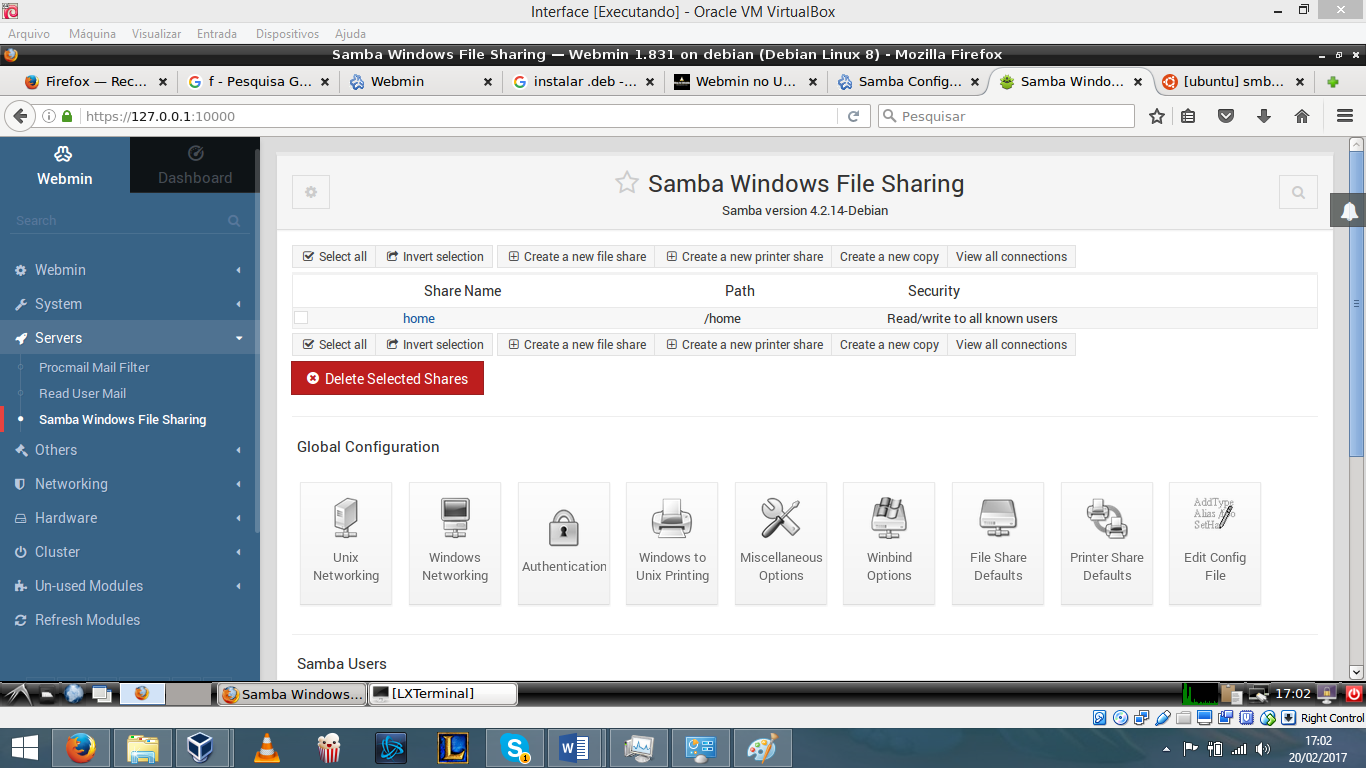 Interface [Executando] - Oracle VM VirtualBox
Arquivo Máquina Visualizar Entrada Dispositivos Ajuda
Samba Windows File Sharing — Webmin 1.831 on debian (Debian Linux 8) - Mozilla Firefox
Firefox — Rec... f - Pesquisa G... Webmin instalar .deb -... Webmin no U... Samba Config... Samba Windo... [ubuntu] smb...
https://127.0.0.1:10000 Pesquisar
Webmin Dashboard
Search
Webmin
System
Servers
Procmail Mail Filter
Read User Mail
Samba Windows File Sharing
Others
Networking
Hardware
Cluster
Un-used Modules
Refresh Modules
Samba Windows File Sharing
Samba version 4.2.14-Debian
Select all Invert selection Create a new file share Create a new printer share Create a new copy View all connections
Share Name Path Security
home /home Read/write to all known users
Select all Invert selection Create a new file share Create a new printer share Create a new copy View all connections
Delete Selected Shares
Global Configuration
Unix Networking
Windows Networking
Authentication
Windows to Unix Printing
Miscellaneous Options
Winbind Options
File Share Defaults
Printer Share Defaults
AddType
Alias
SetHa
Edit Config File
Samba Users
Samba Windows... [LXTerminal] 17:02
Right Control
17:02
20/02/2017